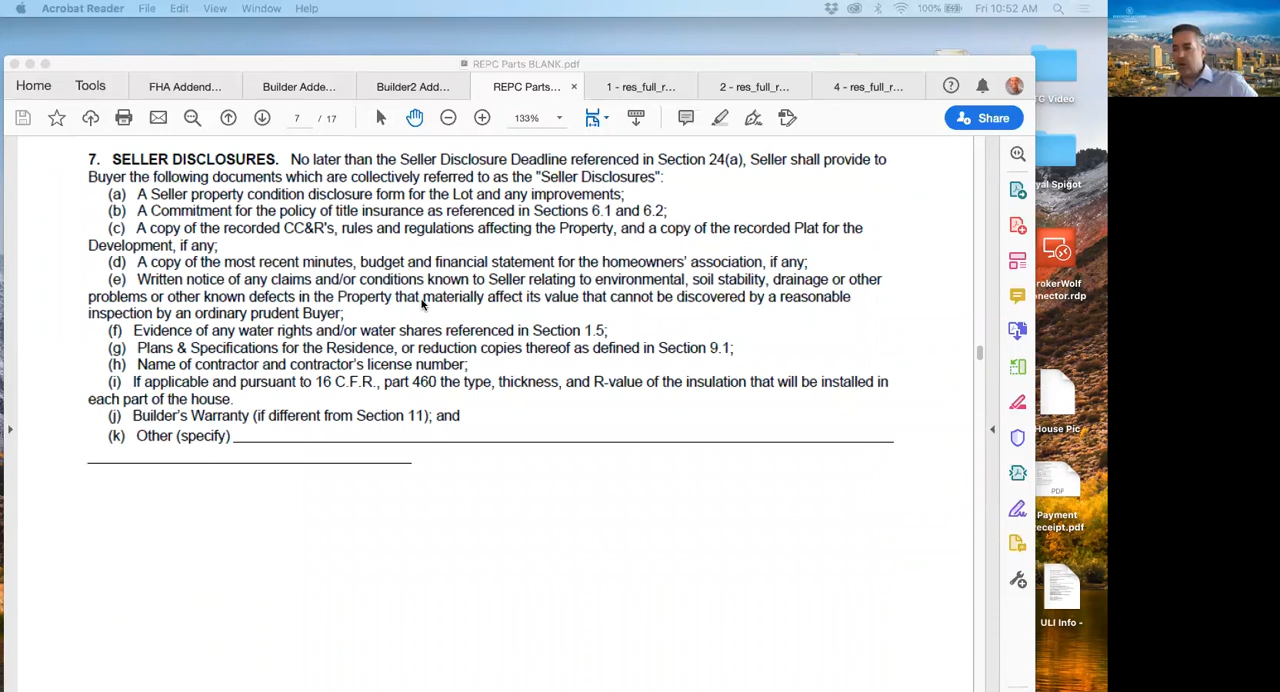 Acrobat Reader File Edit View Window Help 100% Fri 10:52 AM
REPC Parts BLANK.pdf
Home Tools FHA Addend... Builder Adde... Builder2 Add... REPC Parts... × 1 - res_full_r... 2 - res_full_r... 4 - res_full_r...
7 / 17 133% Share
7. SELLER DISCLOSURES. No later than the Seller Disclosure Deadline referenced in Section 24(a), Seller shall provide to
Buyer the following documents which are collectively referred to as the "Seller Disclosures":
(a) A Seller property condition disclosure form for the Lot and any improvements;
(b) A Commitment for the policy of title insurance as referenced in Sections 6.1 and 6.2;
(c) A copy of the recorded CC&R's, rules and regulations affecting the Property, and a copy of the recorded Plat for the
Development, if any;
(d) A copy of the most recent minutes, budget and financial statement for the homeowners' association, if any;
(e) Written notice of any claims and/or conditions known to Seller relating to environmental, soil stability, drainage or other
problems or other known defects in the Property that materially affect its value that cannot be discovered by a reasonable
inspection by an ordinary prudent Buyer;
(f) Evidence of any water rights and/or water shares referenced in Section 1.5;
(g) Plans & Specifications for the Residence, or reduction copies thereof as defined in Section 9.1;
(h) Name of contractor and contractor's license number;
(i) If applicable and pursuant to 16 C.F.R., part 460 the type, thickness, and R-value of the insulation that will be installed in
each part of the house.
(j) Builder's Warranty (if different from Section 11); and
(k) Other (specify)
TG Video
yal Spigot
BrokerWolf
nnector.rdp
House Pic
PDF
Payment
receipt.pdf
ULI Info -